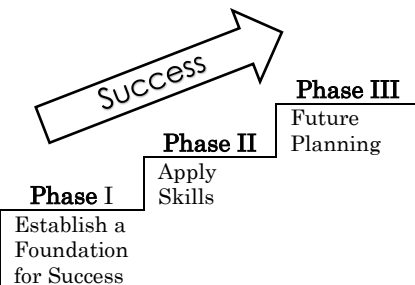 Success
Phase III
Future
Planning
Phase II
Apply
Skills
Phase I
Establish a
Foundation
for Success